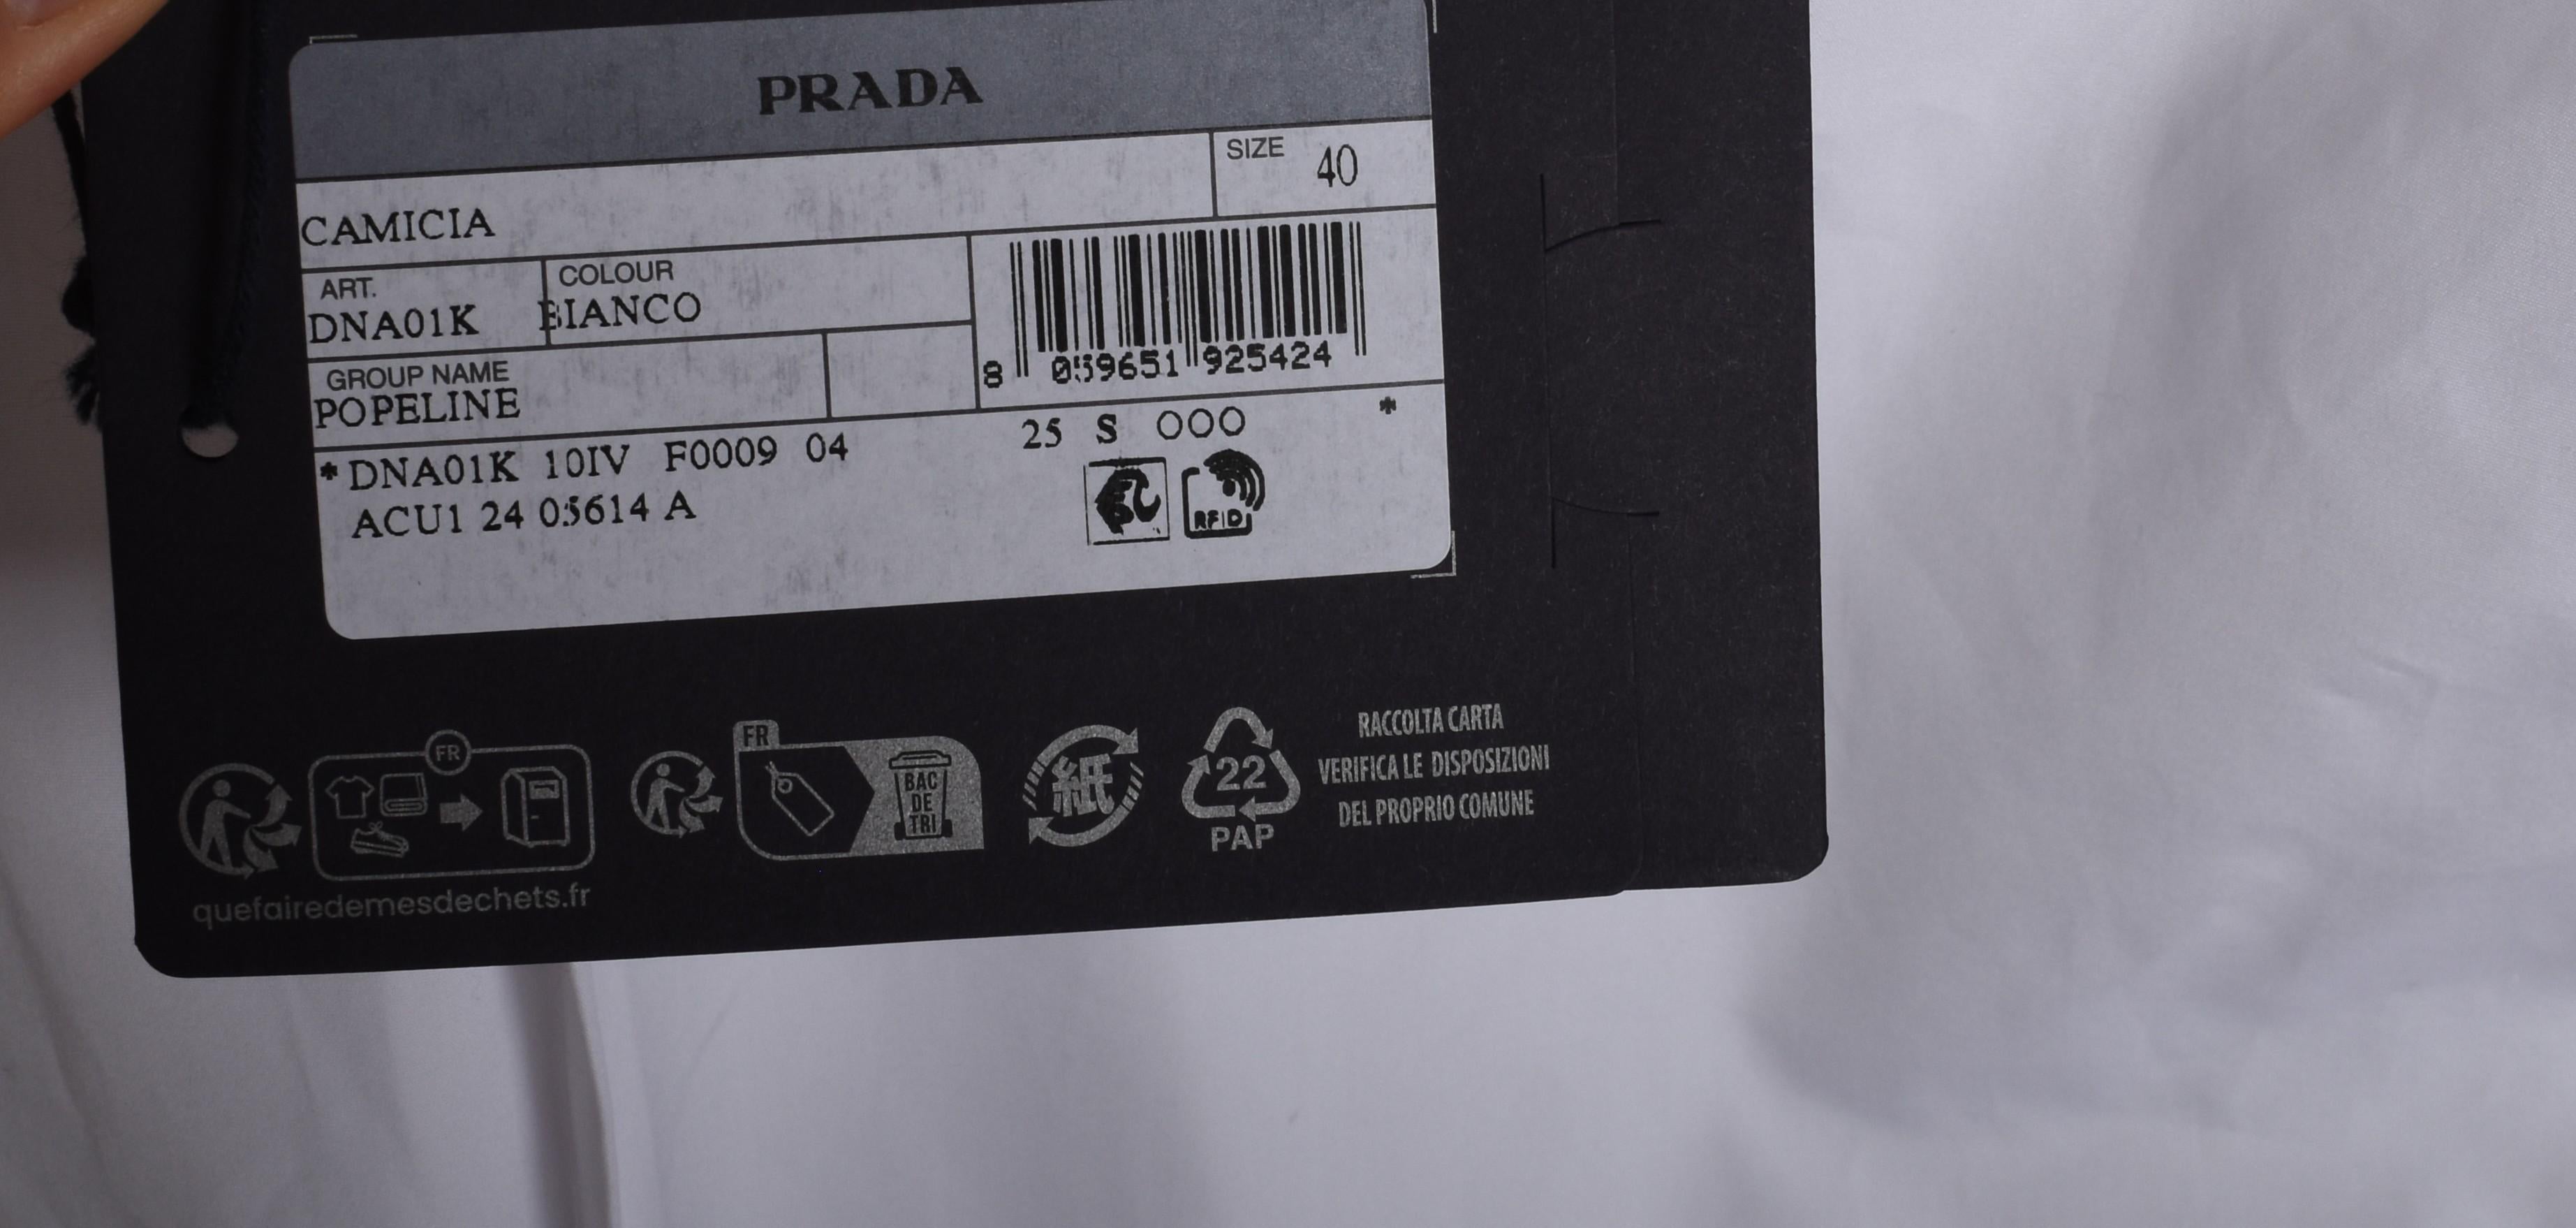 PRADA
SIZE 40
CAMICIA
ART. COLOUR
DNA01K BIANCO
GROUP NAME
POPELINE
8 059651 925424
*DNA01K 10IV F0009 04 25 S OOO *
ACU1 24 05614 A
RFID
FR
FR
BAC
DE
TRI
紙
22
PAP
RACCOLTA CARTA
VERIFICA LE DISPOSIZIONI
DEL PROPRIO COMUNE
quefairedemesdechets.fr